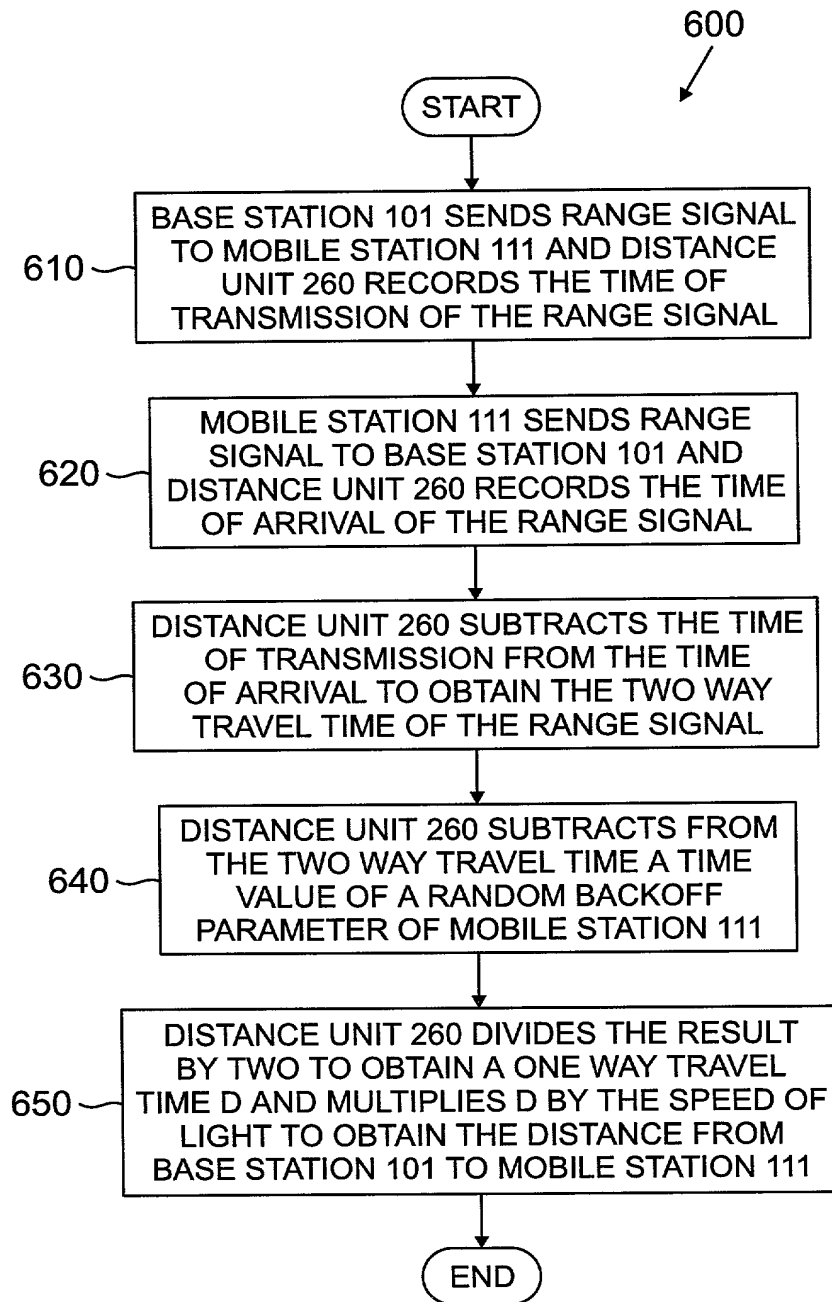 600
START
610
BASE STATION 101 SENDS RANGE SIGNAL
TO MOBILE STATION 111 AND DISTANCE
UNIT 260 RECORDS THE TIME OF
TRANSMISSION OF THE RANGE SIGNAL
620
MOBILE STATION 111 SENDS RANGE
SIGNAL TO BASE STATION 101 AND
DISTANCE UNIT 260 RECORDS THE TIME
OF ARRIVAL OF THE RANGE SIGNAL
630
DISTANCE UNIT 260 SUBTRACTS THE TIME
OF TRANSMISSION FROM THE TIME
OF ARRIVAL TO OBTAIN THE TWO WAY
TRAVEL TIME OF THE RANGE SIGNAL
640
DISTANCE UNIT 260 SUBTRACTS FROM
THE TWO WAY TRAVEL TIME A TIME
VALUE OF A RANDOM BACKOFF
PARAMETER OF MOBILE STATION 111
650
DISTANCE UNIT 260 DIVIDES THE RESULT
BY TWO TO OBTAIN A ONE WAY TRAVEL
TIME D AND MULTIPLIES D BY THE SPEED OF
LIGHT TO OBTAIN THE DISTANCE FROM
BASE STATION 101 TO MOBILE STATION 111
END